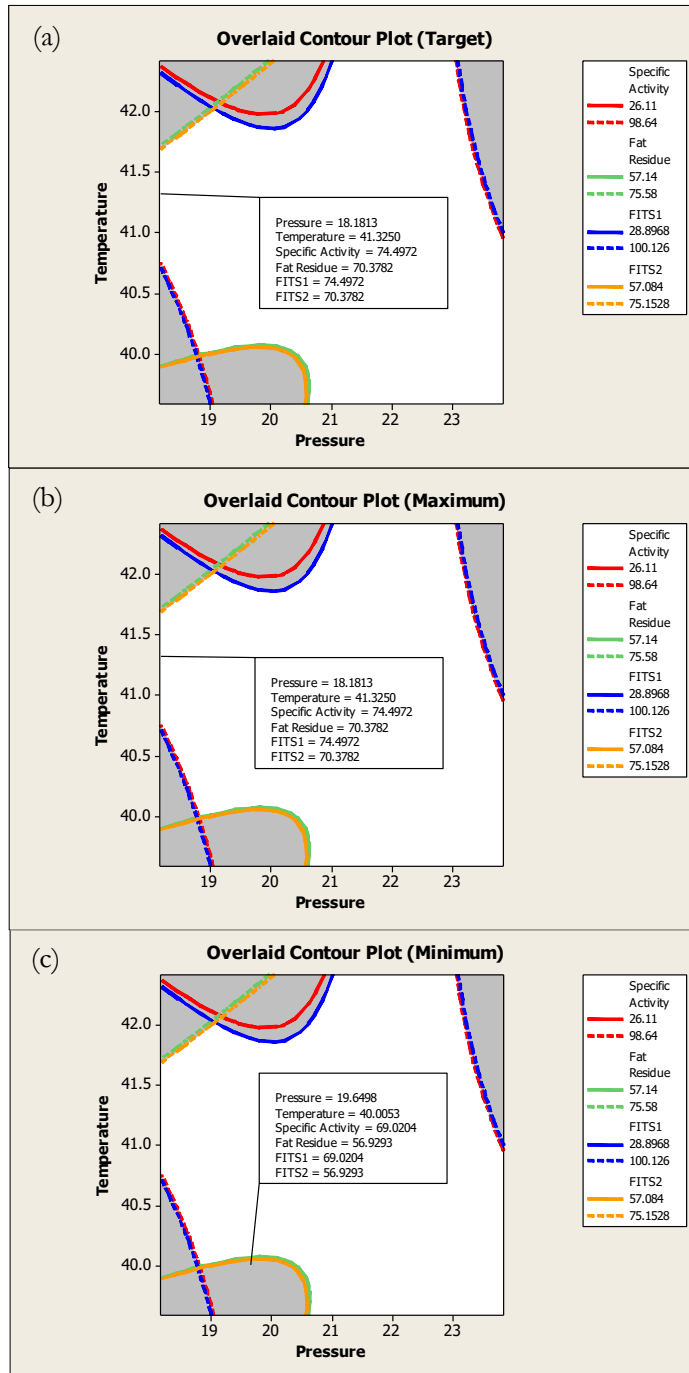 (a)
Overlaid Contour Plot (Target)
Temperature
42.0
41.5
41.0
40.5
40.0
19 20 21 22 23
Pressure
Pressure = 18.1813
Temperature = 41.3250
Specific Activity = 74.4972
Fat Residue = 70.3782
FITS1 = 74.4972
FITS2 = 70.3782
Specific
Activity
26.11
98.64
Fat
Residue
57.14
75.58
FITS1
28.8968
100.126
FITS2
57.084
75.1528
(b)
Overlaid Contour Plot (Maximum)
Temperature
42.0
41.5
41.0
40.5
40.0
19 20 21 22 23
Pressure
Pressure = 18.1813
Temperature = 41.3250
Specific Activity = 74.4972
Fat Residue = 70.3782
FITS1 = 74.4972
FITS2 = 70.3782
Specific
Activity
26.11
98.64
Fat
Residue
57.14
75.58
FITS1
28.8968
100.126
FITS2
57.084
75.1528
(c)
Overlaid Contour Plot (Minimum)
Temperature
42.0
41.5
41.0
40.5
40.0
19 20 21 22 23
Pressure
Pressure = 19.6498
Temperature = 40.0053
Specific Activity = 69.0204
Fat Residue = 56.9293
FITS1 = 69.0204
FITS2 = 56.9293
Specific
Activity
26.11
98.64
Fat
Residue
57.14
75.58
FITS1
28.8968
100.126
FITS2
57.084
75.1528